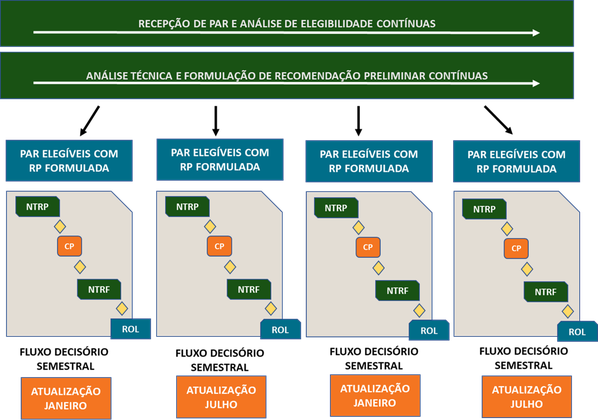 RECEPÇÃO DE PAR E ANÁLISE DE ELEGIBILIDADE CONTÍNUAS
ANÁLISE TÉCNICA E FORMULAÇÃO DE RECOMENDAÇÃO PRELIMINAR CONTÍNUAS
PAR ELEGÍVEIS COM
RP FORMULADA
NTRP
CP
NTRF
ROL
FLUXO DECISÓRIO
SEMESTRAL
ATUALIZAÇÃO
JANEIRO
PAR ELEGÍVEIS COM
RP FORMULADA
NTRP
CP
NTRF
ROL
FLUXO DECISÓRIO
SEMESTRAL
ATUALIZAÇÃO
JULHO
PAR ELEGÍVEIS COM
RP FORMULADA
NTRP
CP
NTRF
ROL
FLUXO DECISÓRIO
SEMESTRAL
ATUALIZAÇÃO
JANEIRO
PAR ELEGÍVEIS COM
RP FORMULADA
NTRP
CP
NTRF
ROL
FLUXO DECISÓRIO
SEMESTRAL
ATUALIZAÇÃO
JULHO